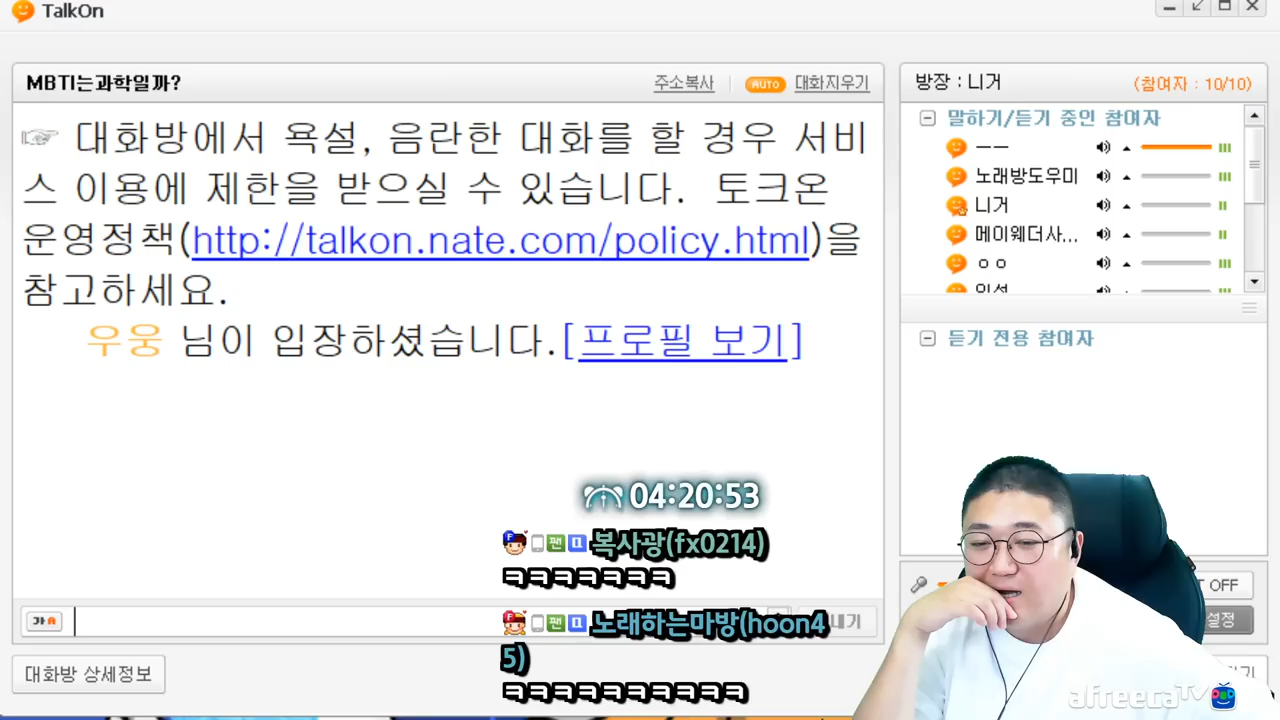 TalkOn
MBTI는과학일까?
주소복사
AUTO
대화지우기
☞ 대화방에서 욕설, 음란한 대화를 할 경우 서비
스 이용에 제한을 받으실 수 있습니다. 토크온
운영정책(http://talkon.nate.com/policy.html)을
참고하세요.
우웅 님이 입장하셨습니다.[프로필 보기]
방장 : 니거
(참여자 : 10/10)
말하기/듣기 중인 참여자
ㅡㅡ
노래방도우미
니거
메이웨더사...
ㅇㅇ
듣기 전용 참여자
04:20:53
팬
복사광(fx0214)
ㅋㅋㅋㅋㅋㅋㅋ
팬
노래하는마방(hoon4
5)
ㅋㅋㅋㅋㅋㅋㅋㅋㅋㅋ
가
대화방 상세정보
OFF
설정
afreecaTV